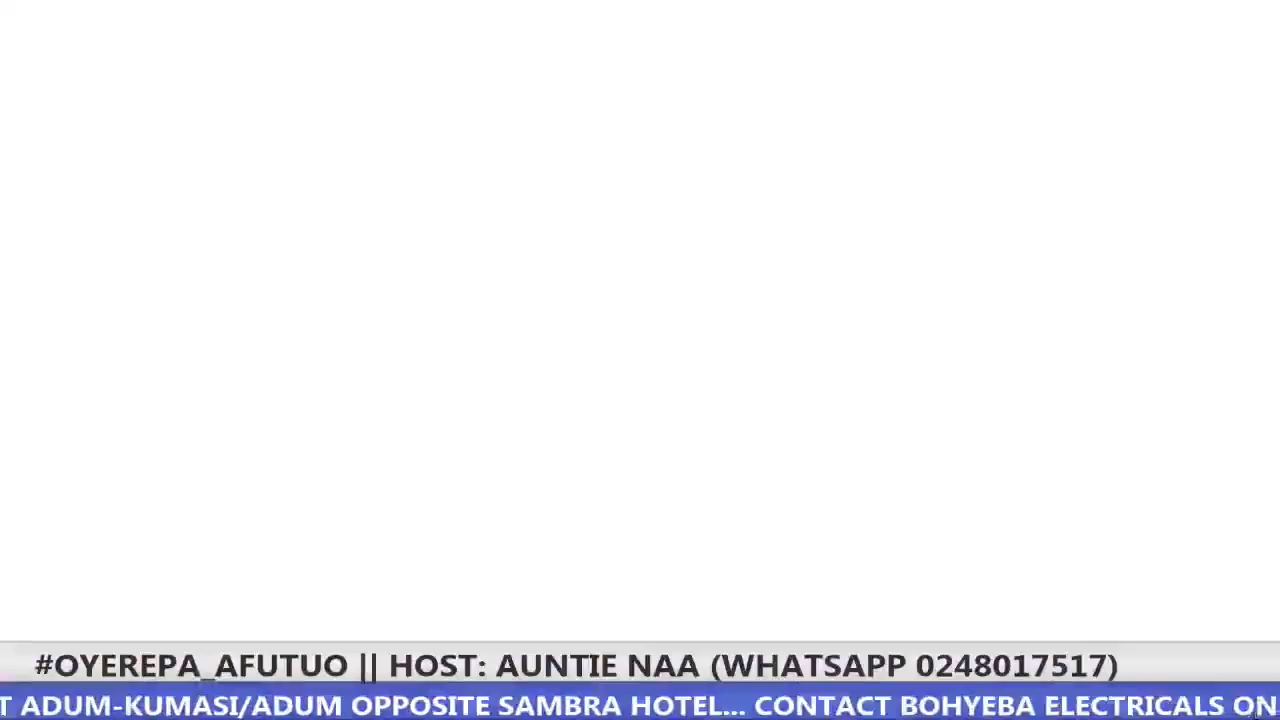 #OYEREPA_AFUTUO || HOST: AUNTIE NAA (WHATSAPP 0248017517)
T ADUM-KUMASI/ADUM OPPOSITE SAMBRA HOTEL... CONTACT BOHYEBA ELECTRICALS ON